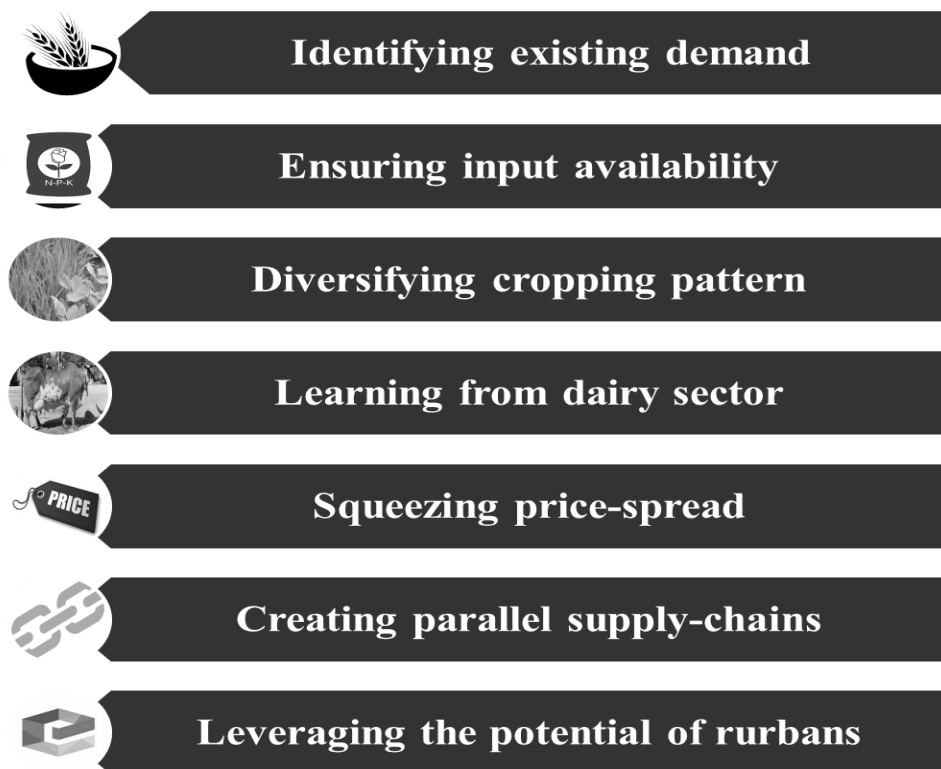 Identifying existing demand
Ensuring input availability
N-P-K
Diversifying cropping pattern
Learning from dairy sector
PRICE
Squeezing price-spread
Creating parallel supply-chains
Leveraging the potential of rurbans